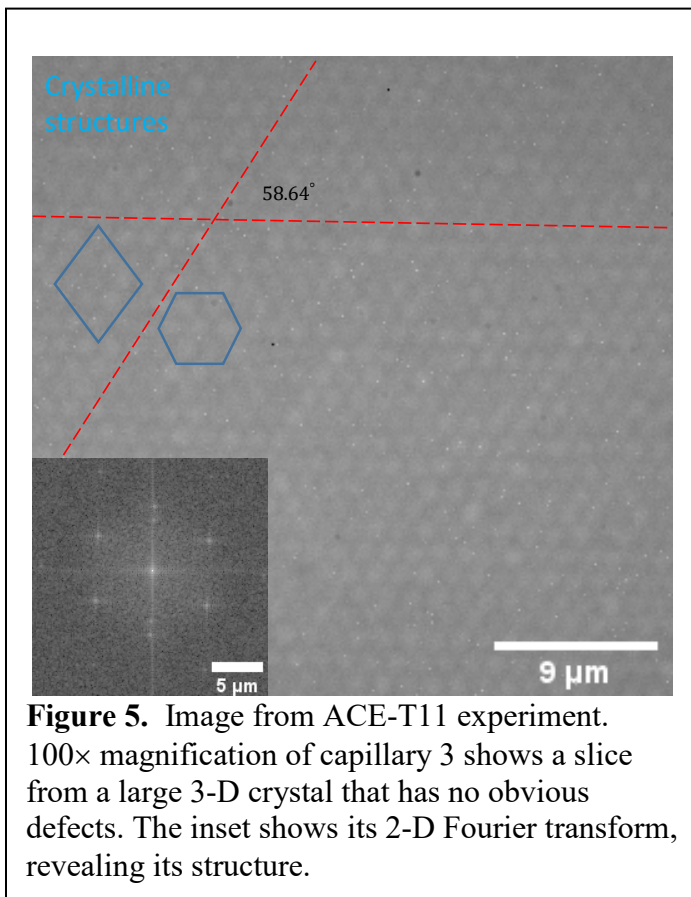 Crystalline
structures
58.64°
5 μm
9 μm
Figure 5. Image from ACE-T11 experiment.
100× magnification of capillary 3 shows a slice
from a large 3-D crystal that has no obvious
defects. The inset shows its 2-D Fourier transform,
revealing its structure.